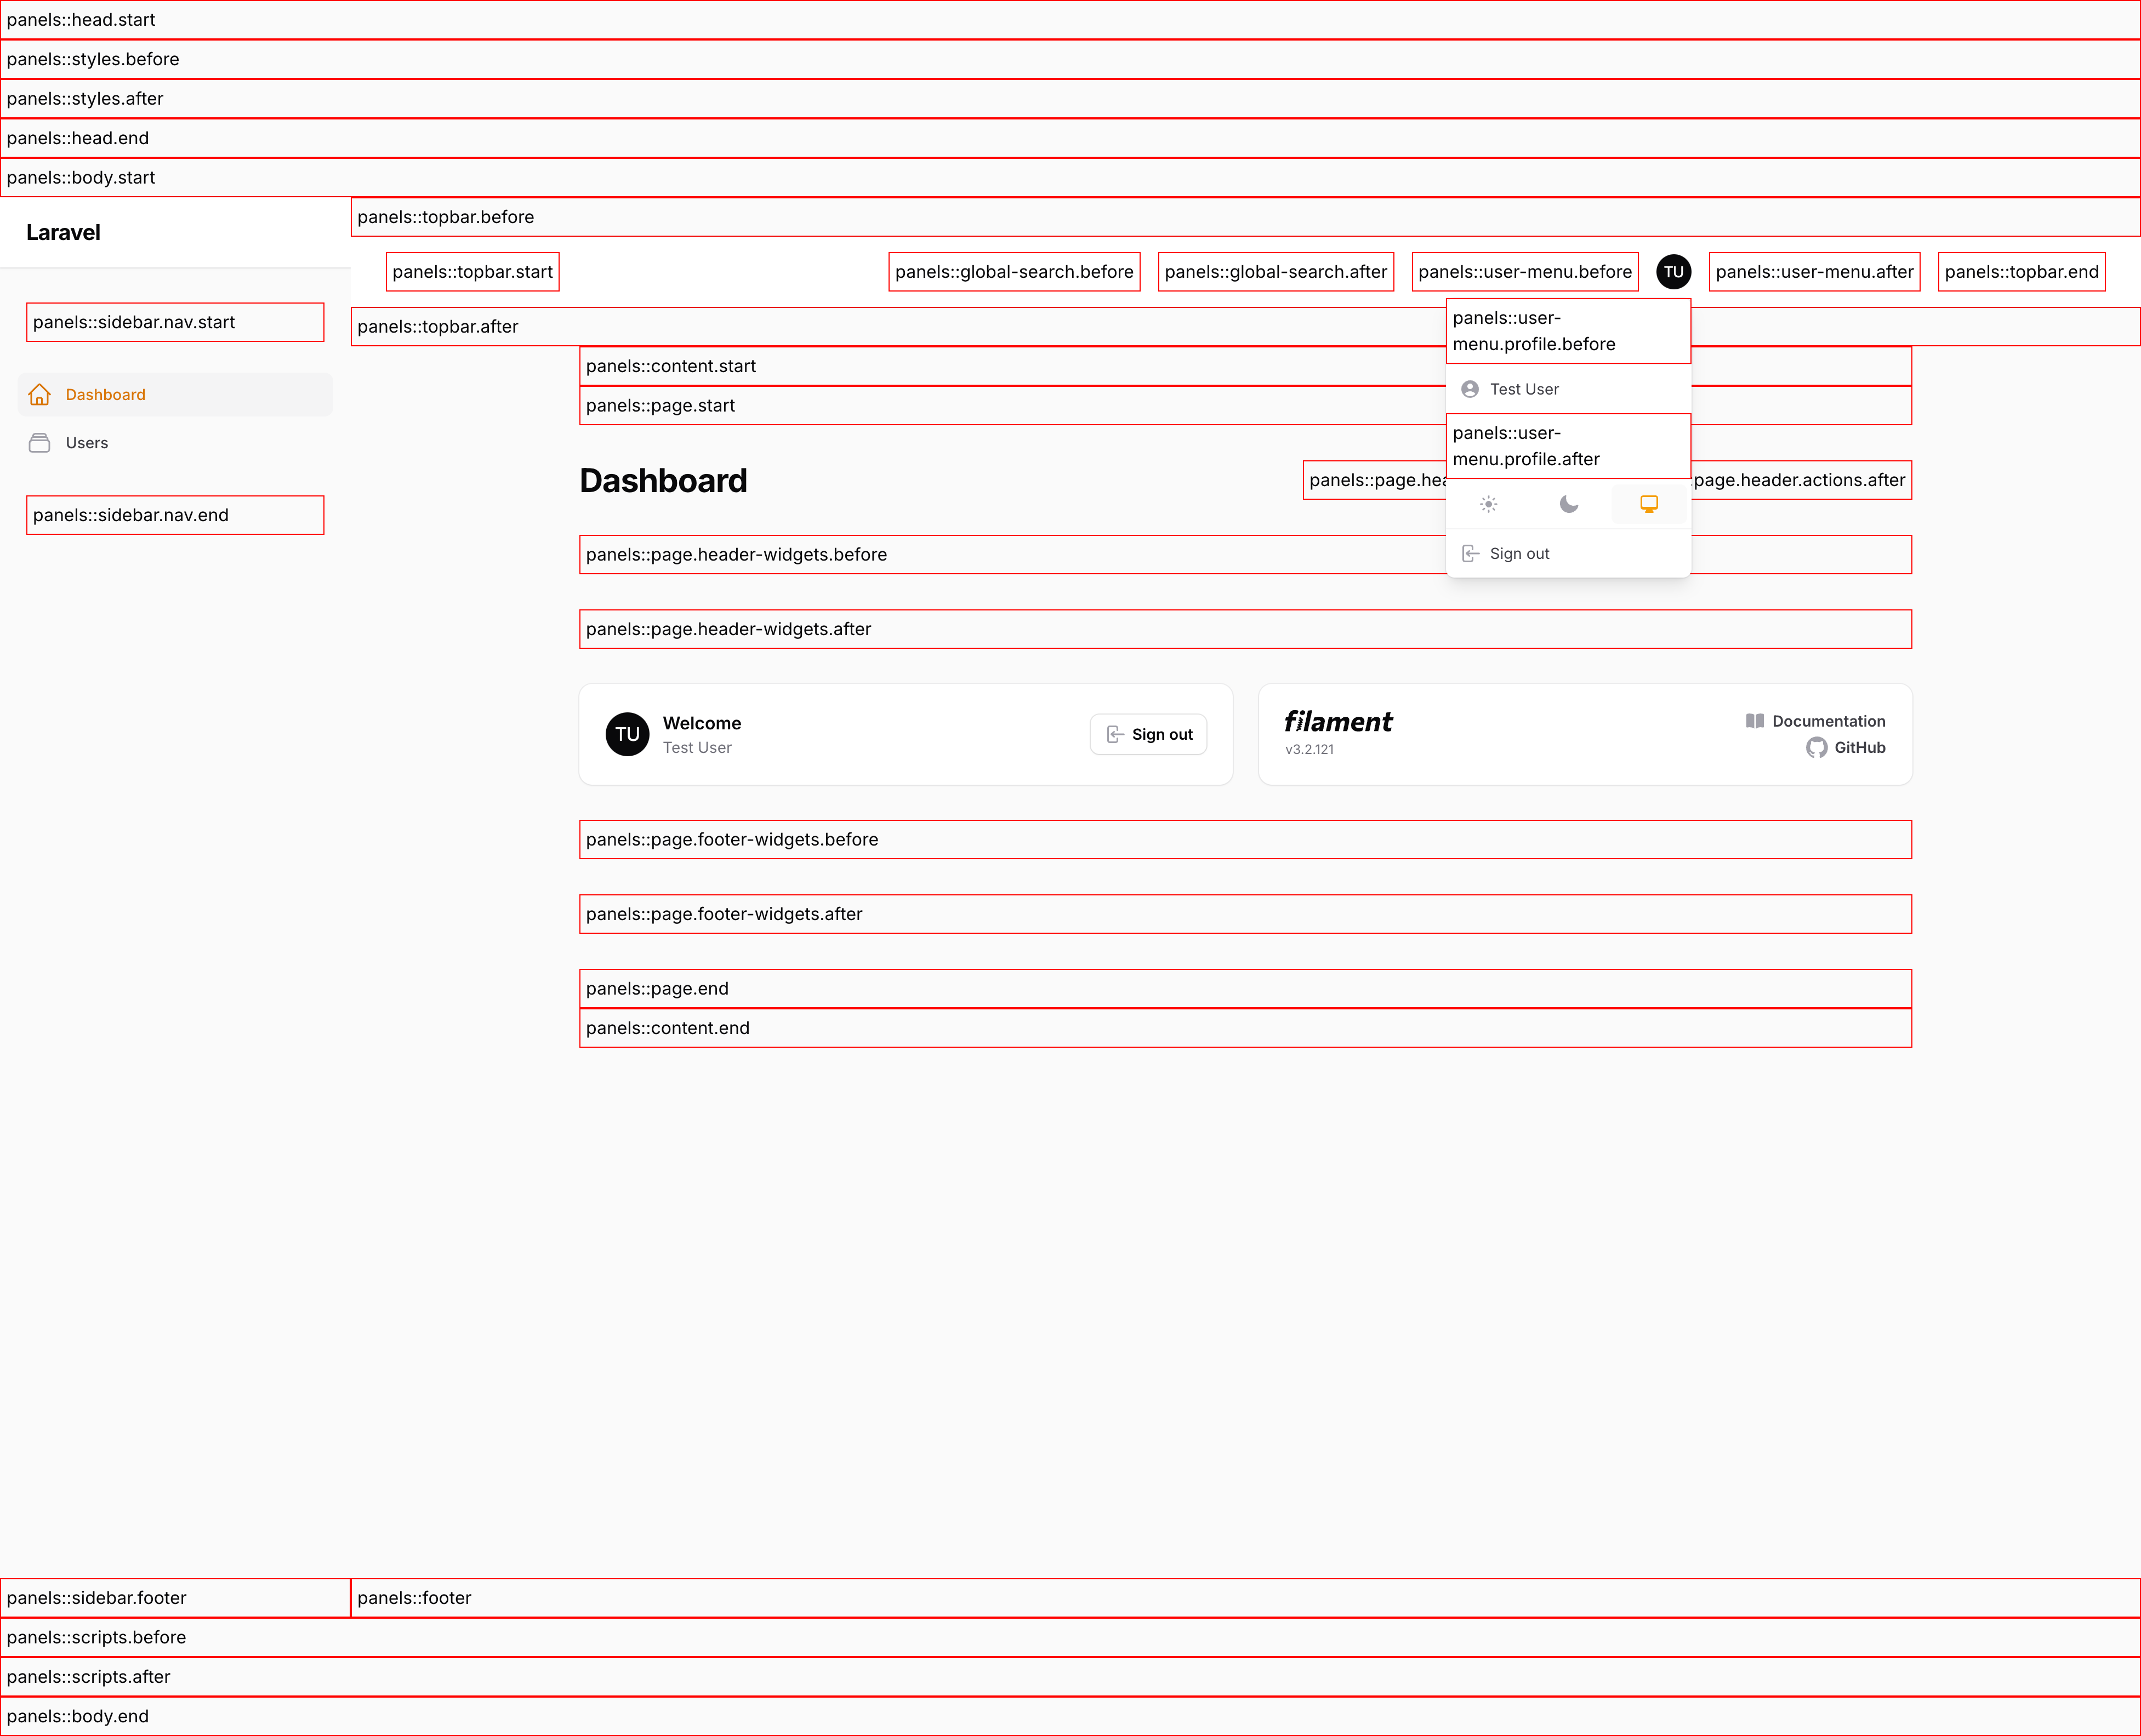 panels::head.start
panels::styles.before
panels::styles.after
panels::head.end
panels::body.start
Laravel
panels::topbar.before
panels::topbar.start
panels::global-search.before
panels::global-search.after
panels::user-menu.before
TU
panels::user-menu.after
panels::topbar.end
panels::sidebar.nav.start
Dashboard
Users
panels::sidebar.nav.end
panels::topbar.after
panels::user-
menu.profile.before
Test User
panels::user-
menu.profile.after
Sign out
panels::content.start
panels::page.start
Dashboard
panels::page.hea
page.header.actions.after
panels::page.header-widgets.before
panels::page.header-widgets.after
TU
Welcome
Test User
Sign out
filament
v3.2.121
Documentation
GitHub
panels::page.footer-widgets.before
panels::page.footer-widgets.after
panels::page.end
panels::content.end
panels::sidebar.footer
panels::footer
panels::scripts.before
panels::scripts.after
panels::body.end